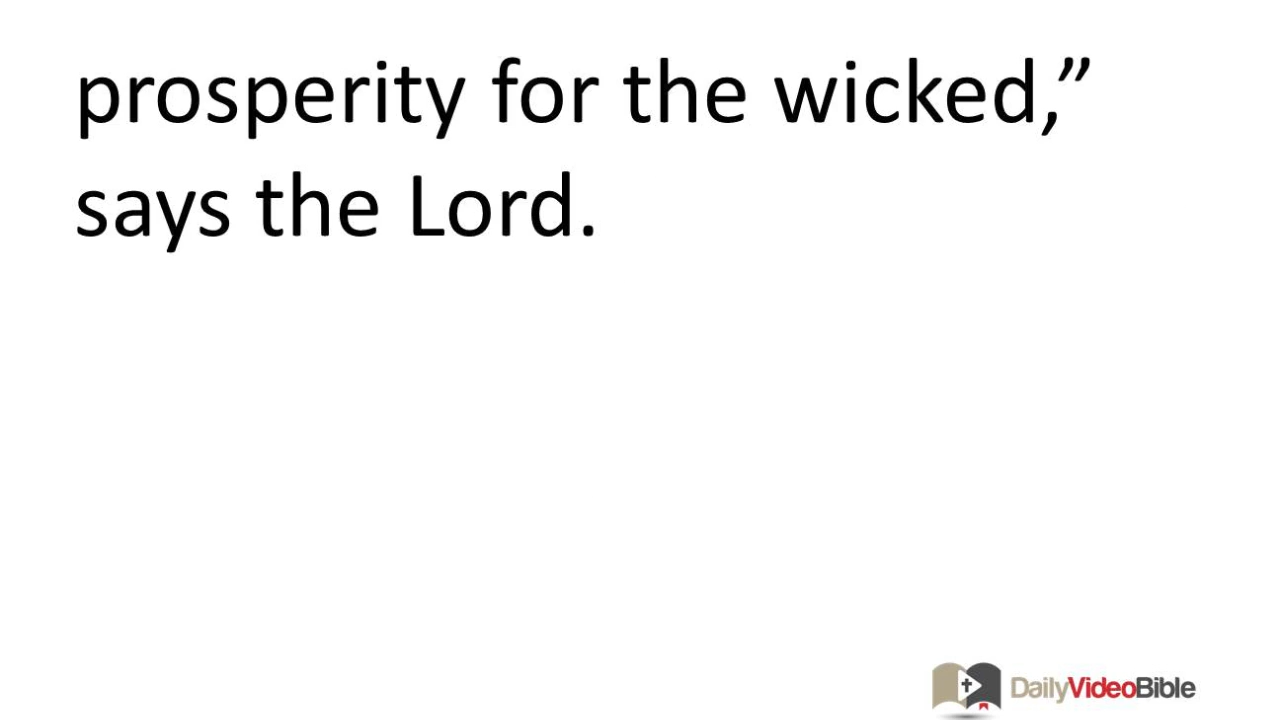 prosperity for the wicked,”
says the Lord.
DailyVideoBible